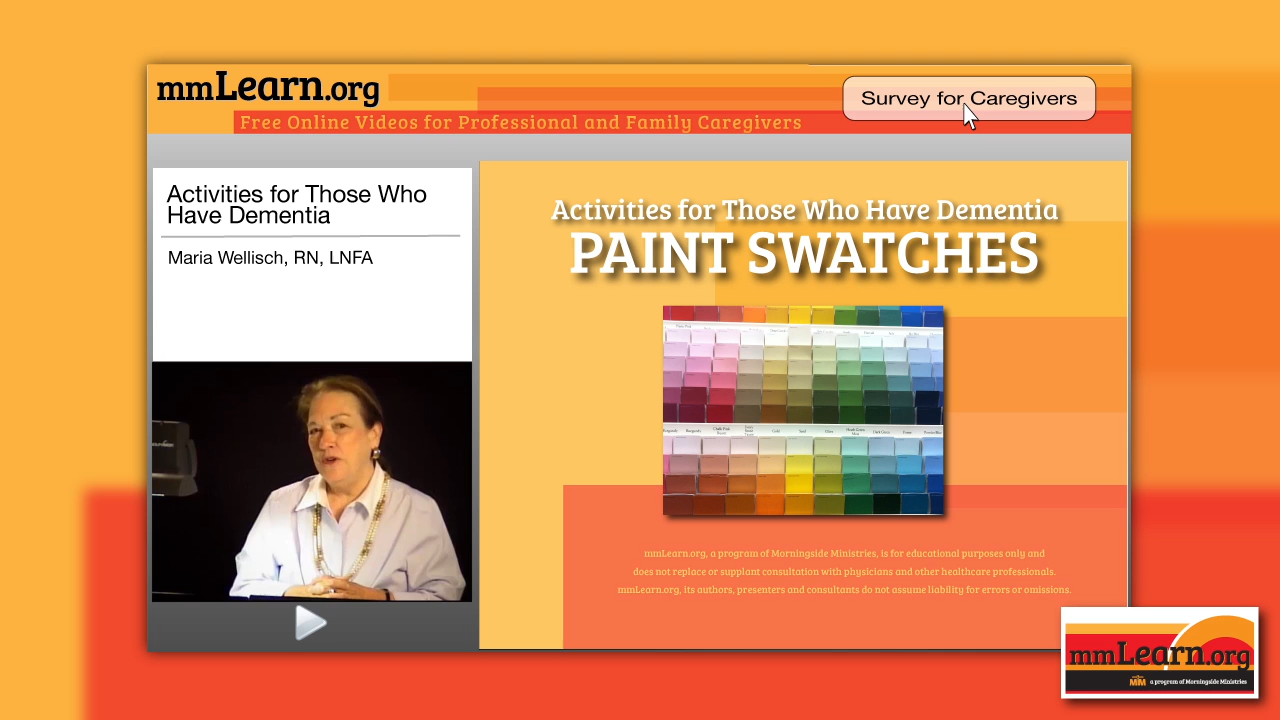 mmLearn.org
Free Online Videos for Professional and Family Caregivers
Survey for Caregivers
Activities for Those Who
Have Dementia
Maria Wellisch, RN, LNFA
Activities for Those Who Have Dementia
PAINT SWATCHES
mmLearn.org, a program of Morningside Ministries, is for educational purposes only and
does not replace or supplant consultation with physicians and other healthcare professionals.
mmLearn.org, its authors, presenters and consultants do not assume liability for errors or omissions.
mmLearn.org
MM a program of Morningside Ministries